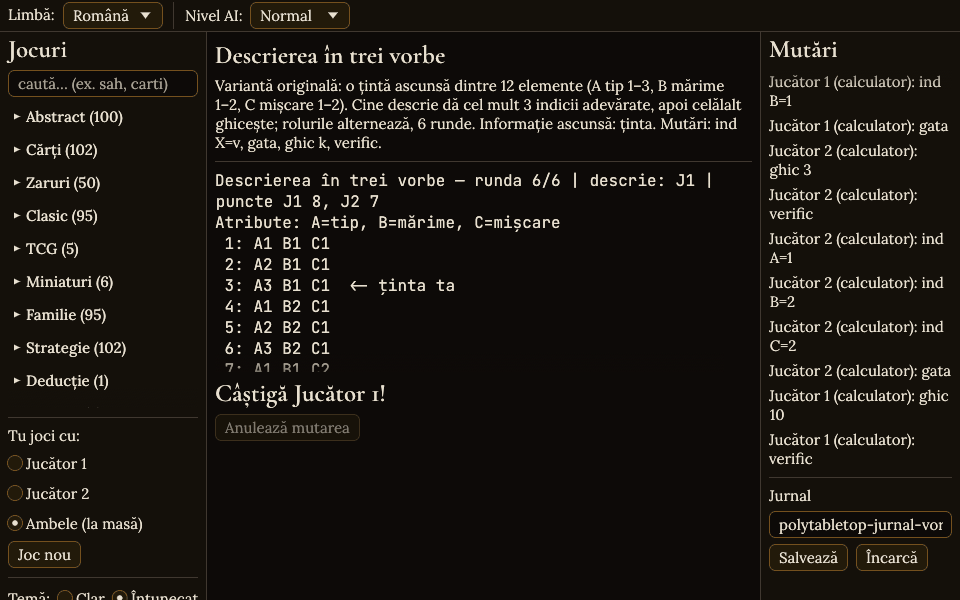 Limbă: Română ▼ Nivel AI: Normal ▼
Jocuri
caută... (ex. sah, carti)
▸ Abstract (100)
▸ Cărți (102)
▸ Zaruri (50)
▸ Clasic (95)
▸ TCG (5)
▸ Miniaturi (6)
▸ Familie (95)
▸ Strategie (102)
▸ Deducție (1)
Tu joci cu:
Jucător 1
Jucător 2
Ambele (la masă)
Joc nou
Temă: Clar Întunecat
Descrierea în trei vorbe
Variantă originală: o țintă ascunsă dintre 12 elemente (A tip 1–3, B mărime
1–2, C mișcare 1–2). Cine descrie dă cel mult 3 indicii adevărate, apoi celălalt
ghicește; rolurile alternează, 6 runde. Informație ascunsă: ținta. Mutări: ind
X=v, gata, ghic k, verific.
Descrierea în trei vorbe — runda 6/6 | descrie: J1 |
puncte J1 8, J2 7
Atribute: A=tip, B=mărime, C=mișcare
1: A1 B1 C1
2: A2 B1 C1
3: A3 B1 C1 ← ținta ta
4: A1 B2 C1
5: A2 B2 C1
6: A3 B2 C1
7: A1 B1 C2
Câștigă Jucător 1!
Anulează mutarea
Mutări
Jucător 1 (calculator): ind
B=1
Jucător 1 (calculator): gata
Jucător 2 (calculator):
ghic 3
Jucător 2 (calculator):
verific
Jucător 2 (calculator): ind
A=1
Jucător 2 (calculator): ind
B=2
Jucător 2 (calculator): ind
C=2
Jucător 2 (calculator): gata
Jucător 1 (calculator): ghic
10
Jucător 1 (calculator):
verific
Jurnal
polytabletop-jurnal-vor
Salvează Încarcă